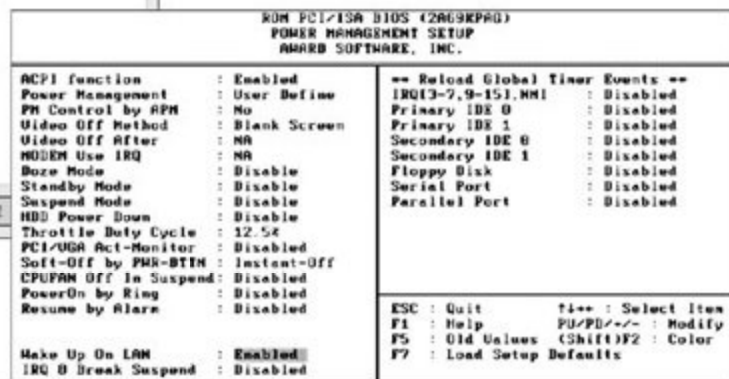 ROM PCI/ISA BIOS (2A69KPAG)
POWER MANAGEMENT SETUP
AWARD SOFTWARE, INC.
ACPI function : Enabled
Power Management : User Define
PM Control by APM : No
Video Off Method : Blank Screen
Video Off After : NA
MODEM Use IRQ : NA
Doze Mode : Disable
Standby Mode : Disable
Suspend Mode : Disable
HDD Power Down : Disable
Throttle Duty Cycle : 12.5%
PCI/VGA Act-Monitor : Disabled
Soft-Off by PWR-BTTN : Instant-Off
CPUFAN Off In Suspend: Disabled
PowerOn by Ring : Disabled
Resume by Alarm : Disabled
Wake Up On LAN : Enabled
IRQ 8 Break Suspend : Disabled
** Reload Global Timer Events **
IRQ[3-7,9-15],NMI : Disabled
Primary IDE 0 : Disabled
Primary IDE 1 : Disabled
Secondary IDE 0 : Disabled
Secondary IDE 1 : Disabled
Floppy Disk : Disabled
Serial Port : Disabled
Parallel Port : Disabled
ESC : Quit ↑↓→← : Select Item
F1 : Help PU/PD/+/- : Modify
F5 : Old Values (Shift)F2 : Color
F7 : Load Setup Defaults